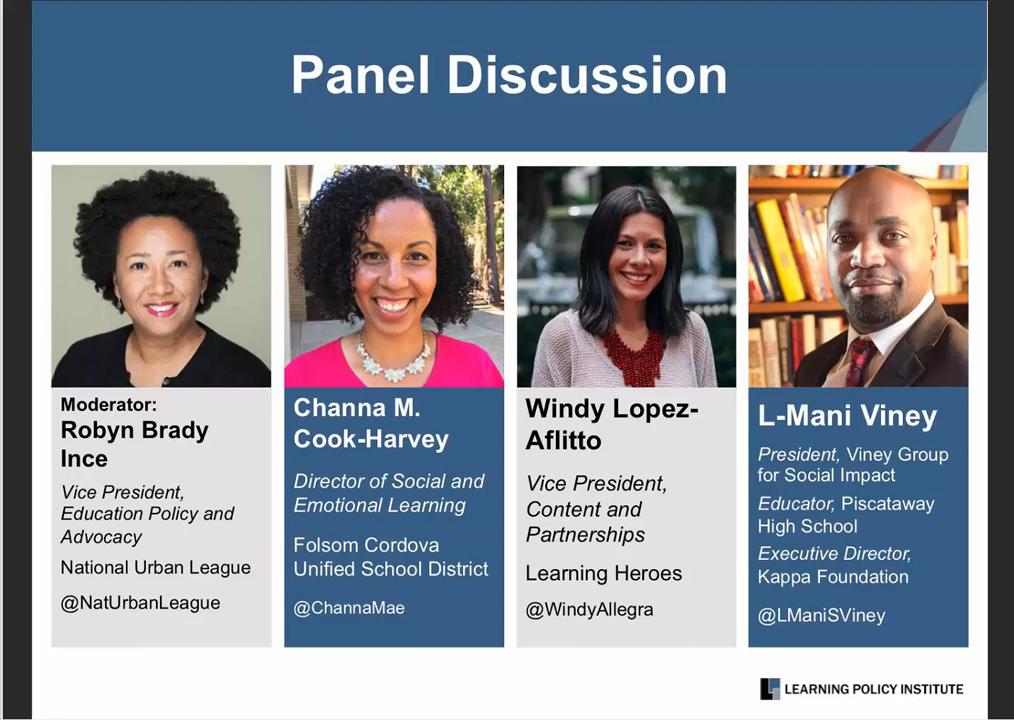 Panel Discussion
Moderator:
Robyn Brady
Ince
Vice President,
Education Policy and
Advocacy
National Urban League
@NatUrbanLeague
Channa M.
Cook-Harvey
Director of Social and
Emotional Learning
Folsom Cordova
Unified School District
@ChannaMae
Windy Lopez-
Aflitto
Vice President,
Content and
Partnerships
Learning Heroes
@WindyAllegra
L-Mani Viney
President, Viney Group
for Social Impact
Educator, Piscataway
High School
Executive Director,
Kappa Foundation
@LManiSViney
LEARNING POLICY INSTITUTE